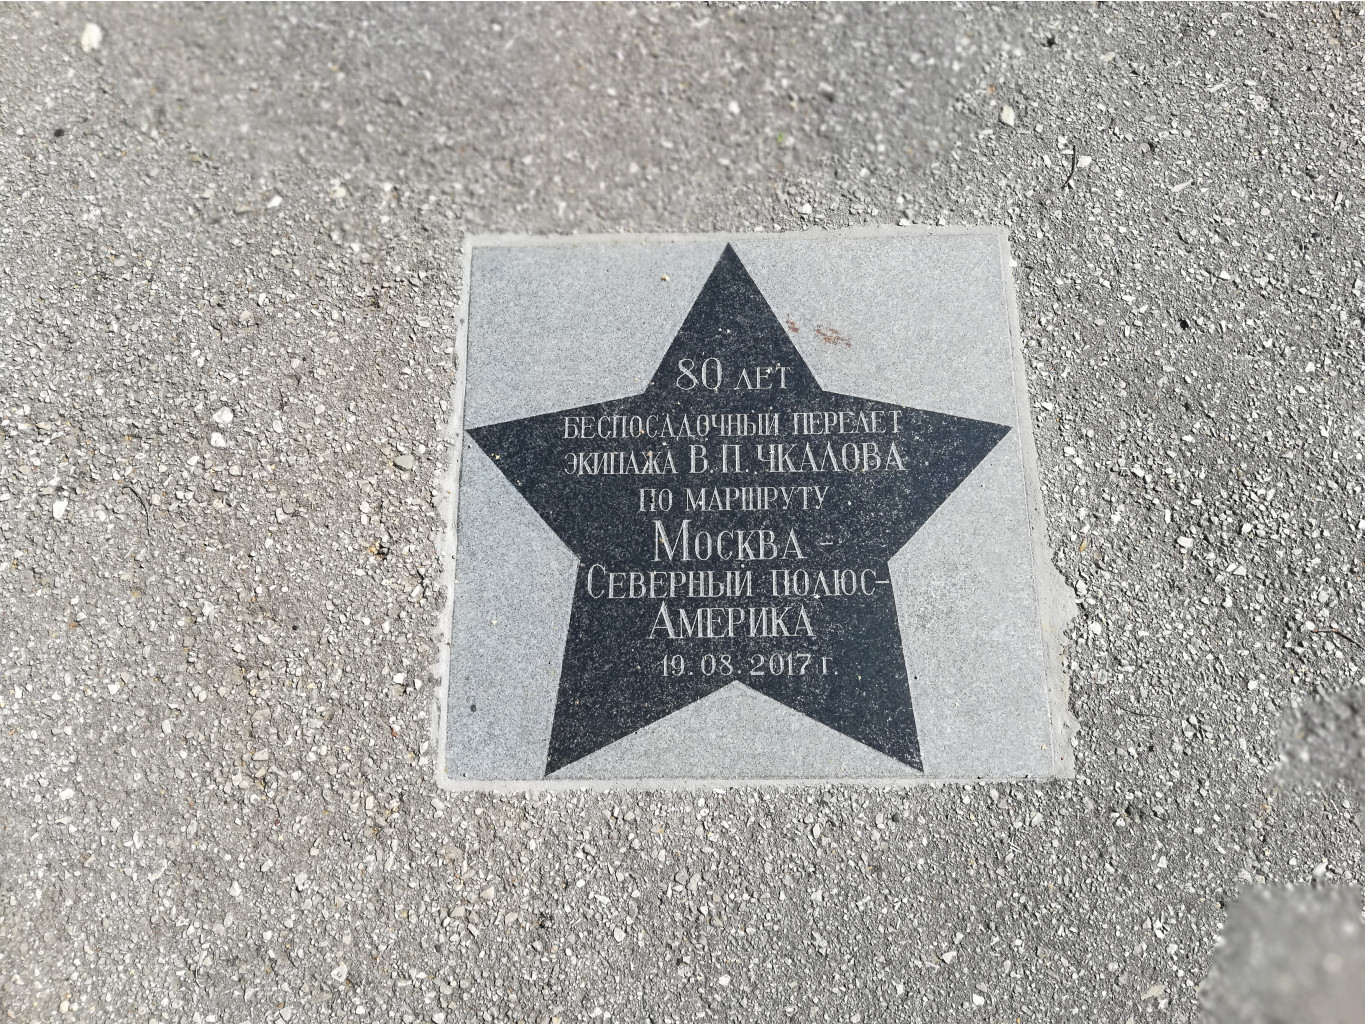 80 лет
беспосадочный перелет
экипажа В.П. Чкалова
по маршруту
Москва -
Северный полюс-
Америка
19.08.2017 г.